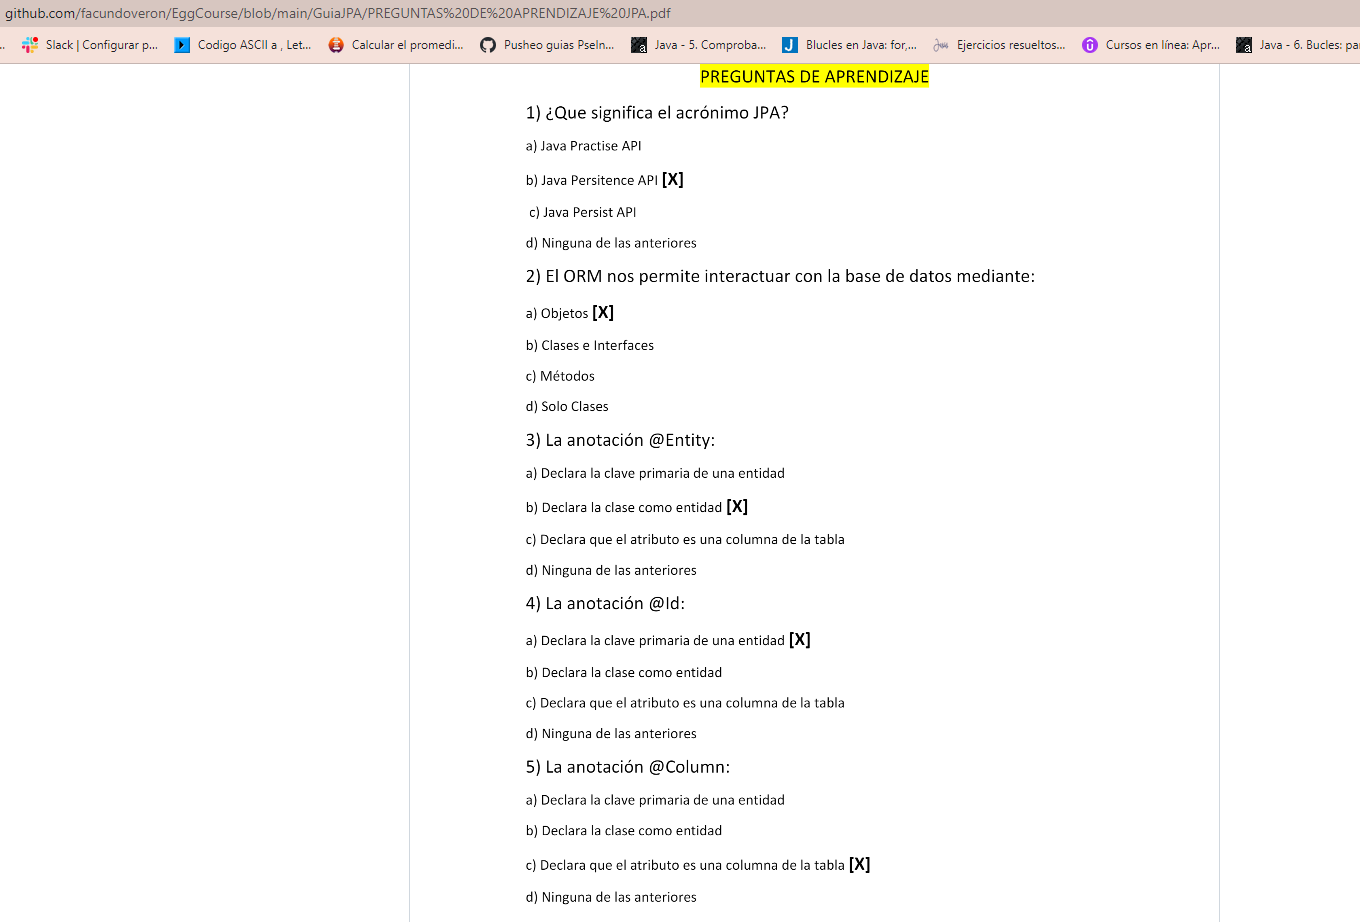 github.com/facundoveron/EggCourse/blob/main/GuiaJPA/PREGUNTAS%20DE%20APRENDIZAJE%20JPA.pdf
... Slack | Configurar p... Codigo ASCII a , Let... Calcular el promedi... Pusheo guias PseIn... Java - 5. Comproba... Blucles en Java: for,... Ejercicios resueltos... Cursos en línea: Apr... Java - 6. Bucles: pa
PREGUNTAS DE APRENDIZAJE
1) ¿Que significa el acrónimo JPA?
a) Java Practise API
b) Java Persitence API [X]
c) Java Persist API
d) Ninguna de las anteriores
2) El ORM nos permite interactuar con la base de datos mediante:
a) Objetos [X]
b) Clases e Interfaces
c) Métodos
d) Solo Clases
3) La anotación @Entity:
a) Declara la clave primaria de una entidad
b) Declara la clase como entidad [X]
c) Declara que el atributo es una columna de la tabla
d) Ninguna de las anteriores
4) La anotación @Id:
a) Declara la clave primaria de una entidad [X]
b) Declara la clase como entidad
c) Declara que el atributo es una columna de la tabla
d) Ninguna de las anteriores
5) La anotación @Column:
a) Declara la clave primaria de una entidad
b) Declara la clase como entidad
c) Declara que el atributo es una columna de la tabla [X]
d) Ninguna de las anteriores